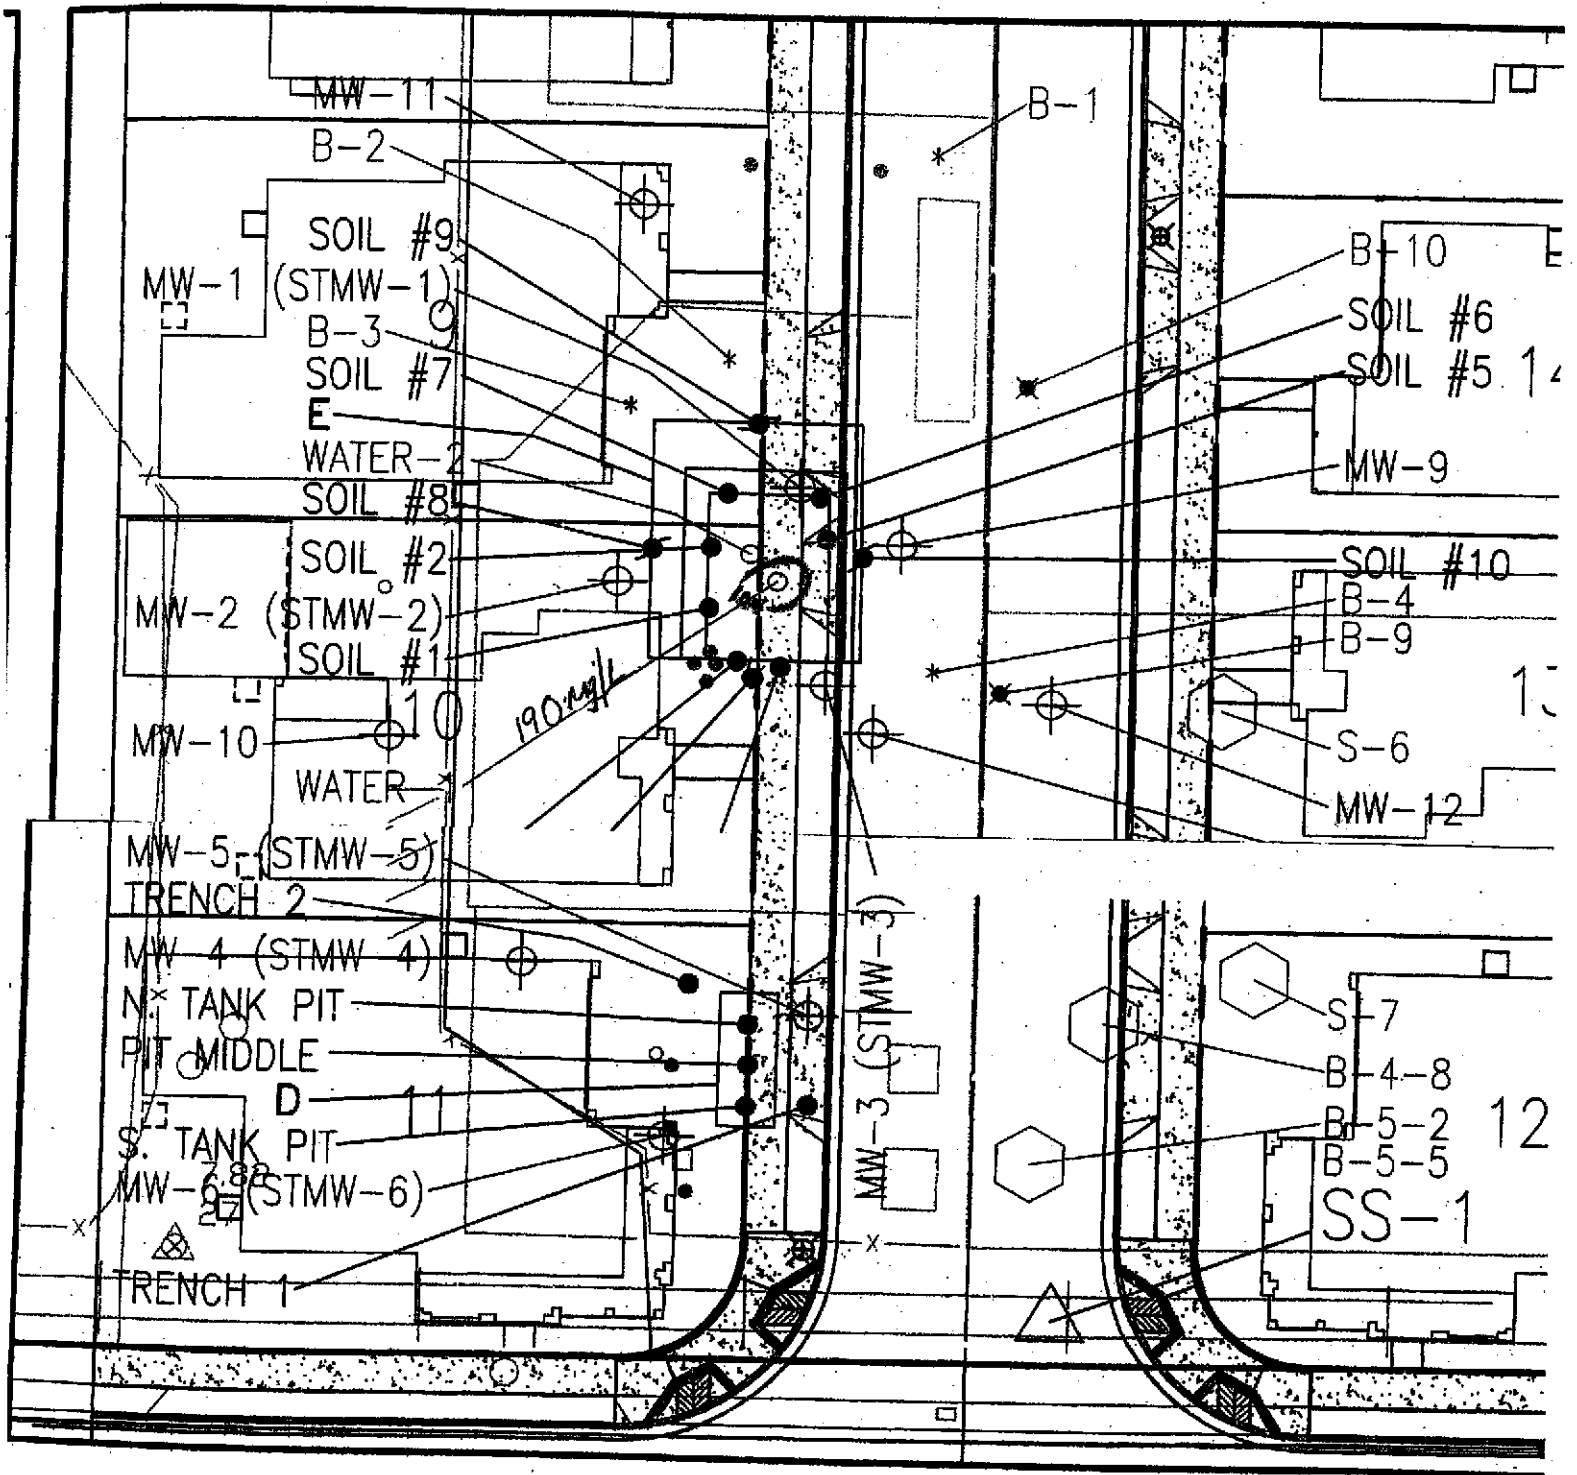 MW-11
B-1
B-2
SOIL #9
MW-1 (STMW-1)
9
B-3
SOIL #7
E
WATER-2
SOIL #8
SOIL #2
MW-2 (STMW-2)
SOIL #1
10
MW-10
190 mg/L
WATER
B-10
SOIL #6
SOIL #5
MW-9
SOIL #10
B-4
B-9
S-6
MW-12
MW-5 (STMW-5)
TRENCH 2
MW-4 (STMW-4)
N. TANK PIT
PIT MIDDLE
D
11
S. TANK PIT
MW-6 (STMW-6)
TRENCH 1
MW-3 (STMW-3)
S-7
B-4-8
B-5-2
12
B-5-5
SS-1